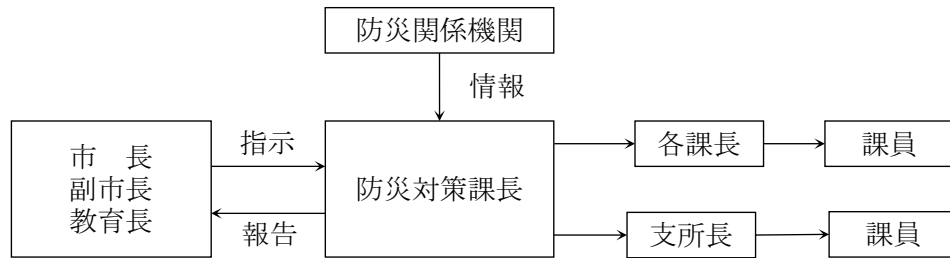 防災関係機関
情報
市　長
副市長
教育長
指示
報告
防災対策課長
各課長
課員
支所長
課員